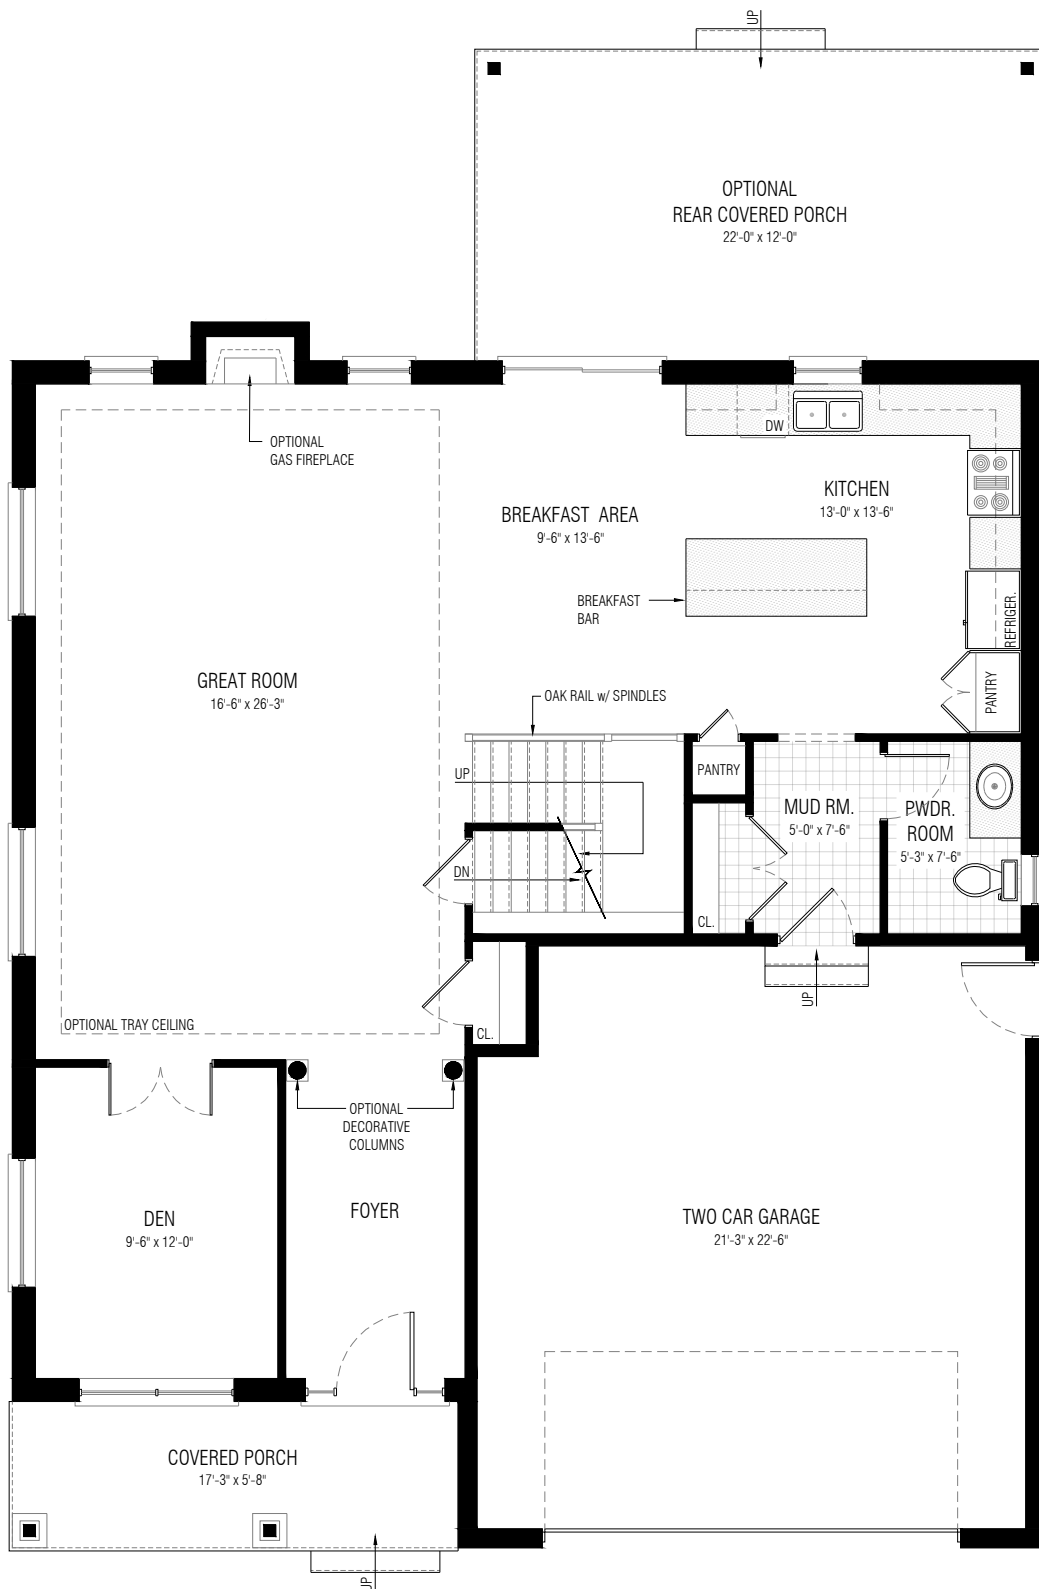 UP
OPTIONAL
REAR COVERED PORCH
22'-0" x 12'-0"
OPTIONAL
GAS FIREPLACE
DW
KITCHEN
13'-0" x 13'-6"
BREAKFAST AREA
9'-6" x 13'-6"
BREAKFAST
BAR
REFRIGER.
PANTRY
GREAT ROOM
16'-6" x 26'-3"
OAK RAIL w/ SPINDLES
UP
PANTRY
MUD RM.
5'-0" x 7'-6"
PWDR.
ROOM
5'-3" x 7'-6"
DN
CL.
UP
OPTIONAL TRAY CEILING
CL.
OPTIONAL
DECORATIVE
COLUMNS
FOYER
DEN
9'-6" x 12'-0"
TWO CAR GARAGE
21'-3" x 22'-6"
COVERED PORCH
17'-3" x 5'-8"
UP